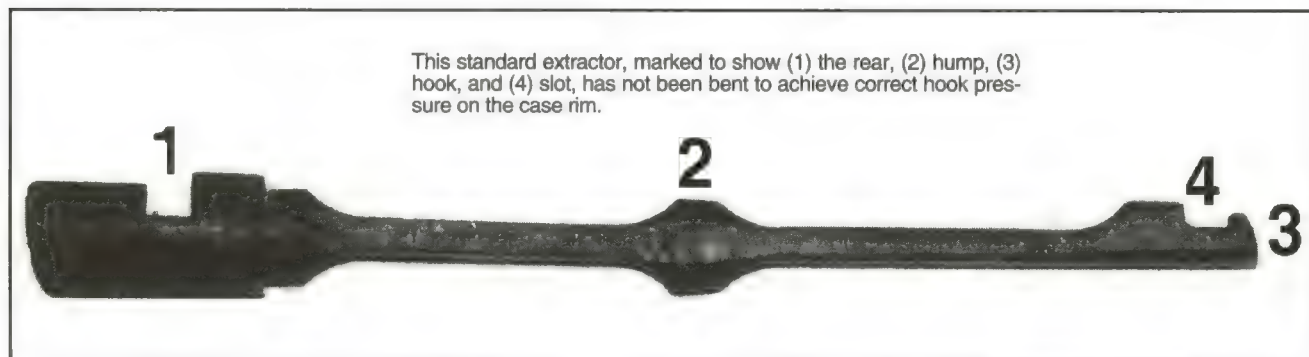 This standard extractor, marked to show (1) the rear, (2) hump, (3)
hook, and (4) slot, has not been bent to achieve correct hook pres-
sure on the case rim.
1
2
4
3